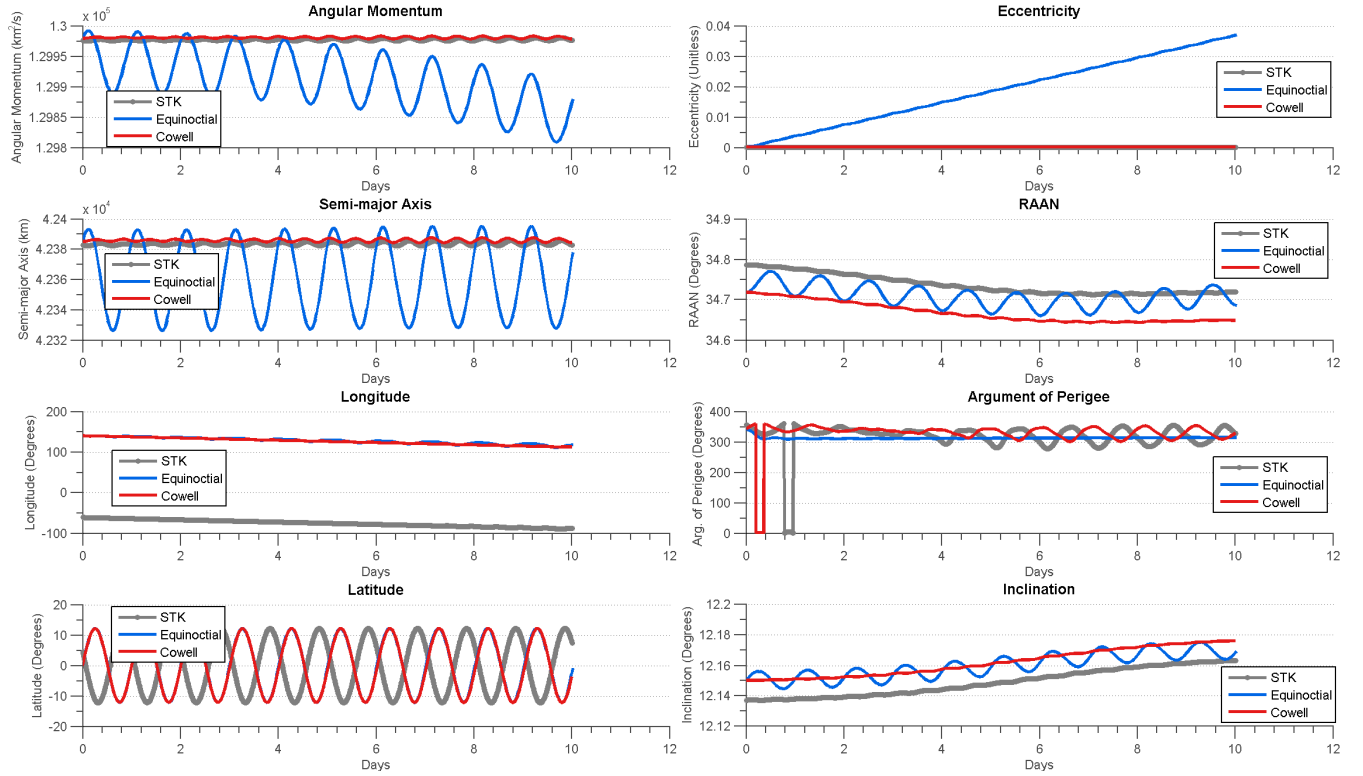 Angular Momentum
x 10⁵
Angular Momentum (km²/s)
1.3
1.2995
1.299
1.2985
1.298
STK
Equinoctial
Cowell
0 2 4 6 8 10 12
Days
Eccentricity
Eccentricity (Unitless)
0.04
0.03
0.02
0.01
0
STK
Equinoctial
Cowell
0 2 4 6 8 10 12
Days
Semi-major Axis
x 10⁴
Semi-major Axis (km)
4.24
4.238
4.236
4.234
4.232
STK
Equinoctial
Cowell
0 2 4 6 8 10 12
Days
RAAN
RAAN (Degrees)
34.9
34.8
34.7
34.6
STK
Equinoctial
Cowell
0 2 4 6 8 10 12
Days
Longitude
Longitude (Degrees)
200
100
0
-100
STK
Equinoctial
Cowell
0 2 4 6 8 10 12
Days
Argument of Perigee
Arg. of Perigee (Degrees)
400
300
200
100
0
STK
Equinoctial
Cowell
0 2 4 6 8 10 12
Days
Latitude
Latitude (Degrees)
20
10
0
-10
-20
STK
Equinoctial
Cowell
0 2 4 6 8 10 12
Days
Inclination
Inclination (Degrees)
12.2
12.18
12.16
12.14
12.12
STK
Equinoctial
Cowell
0 2 4 6 8 10 12
Days